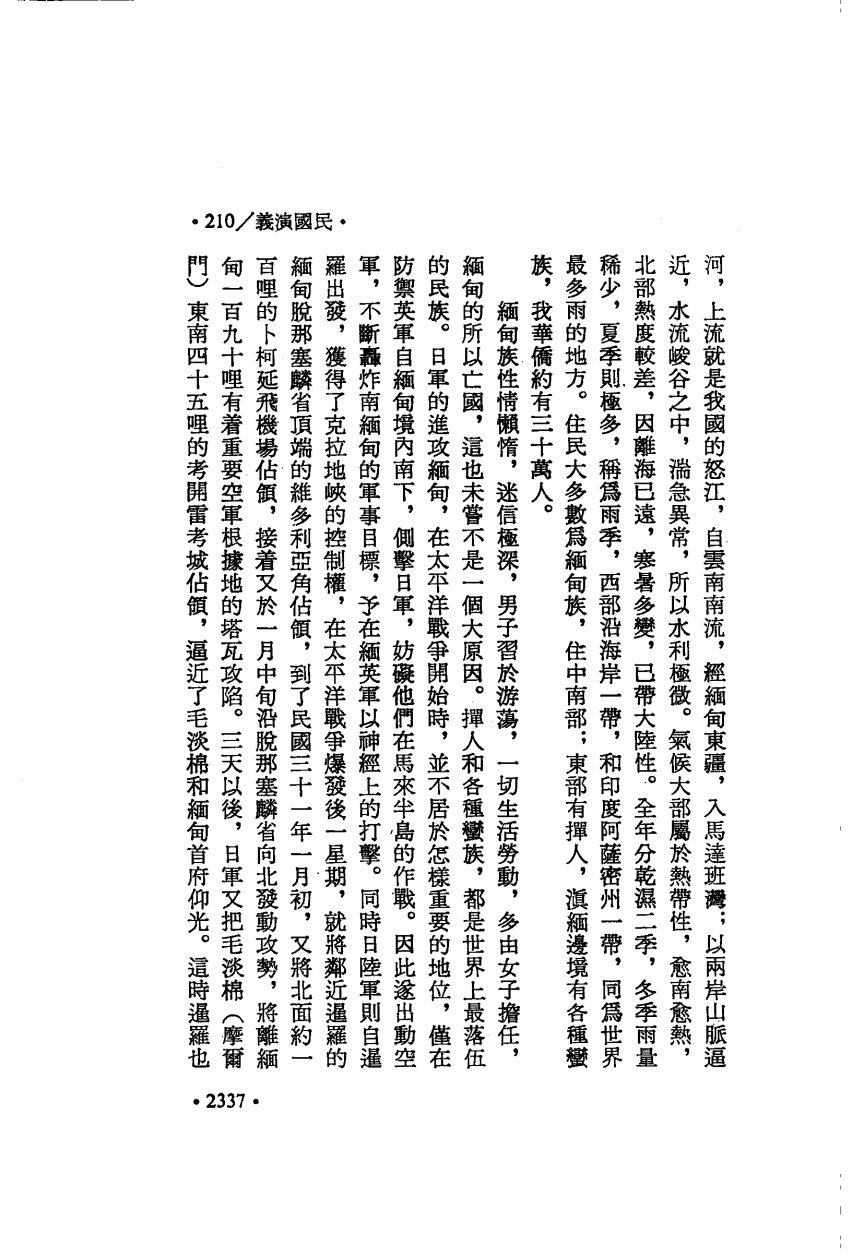 •210/義演國民•
河，上流就是我國的怒江，自雲南南流，經緬甸東疆，入馬達班灣；以兩岸山脈逼
近，水流峻谷之中，湍急異常，所以水利極微。氣候大部屬於熱帶性，愈南愈熱，
北部熱度較差，因離海已遠，寒暑多變，已帶大陸性。全年分乾濕二季，冬季雨量
稀少，夏季則極多，稱爲雨季，西部沿海岸一帶，和印度阿薩密州一帶，同爲世界
最多雨的地方。住民大多數爲緬甸族，住中南部；東部有撣人，滇緬邊境有各種蠻
族，我華僑約有三十萬人。
緬甸族性情懶惰，迷信極深，男子習於游蕩，一切生活勞動，多由女子擔任，
緬甸的所以亡國，這也未嘗不是一個大原因。撣人和各種蠻族，都是世界上最落伍
的民族。日軍的進攻緬甸，在太平洋戰爭開始時，並不居於怎樣重要的地位，僅在
防禦英軍自緬甸境內南下，側擊日軍，妨礙他們在馬來半島的作戰。因此遂出動空
軍，不斷轟炸南緬甸的軍事目標，予在緬英軍以神經上的打擊。同時日陸軍則自暹
羅出發，獲得了克拉地峽的控制權，在太平洋戰爭爆發後一星期，就將鄰近暹羅的
緬甸脫那塞麟省頂端的維多利亞角佔領，到了民國三十一年一月初，又將北面約一
百哩的卜柯延飛機場佔領，接着又於一月中旬沿脫那塞麟省向北發動攻勢，將離緬
甸一百九十哩有着重要空軍根據地的塔瓦攻陷。三天以後，日軍又把毛淡棉（摩爾
門）東南四十五哩的考開雷考城佔領，逼近了毛淡棉和緬甸首府仰光。這時暹羅也
•2337•